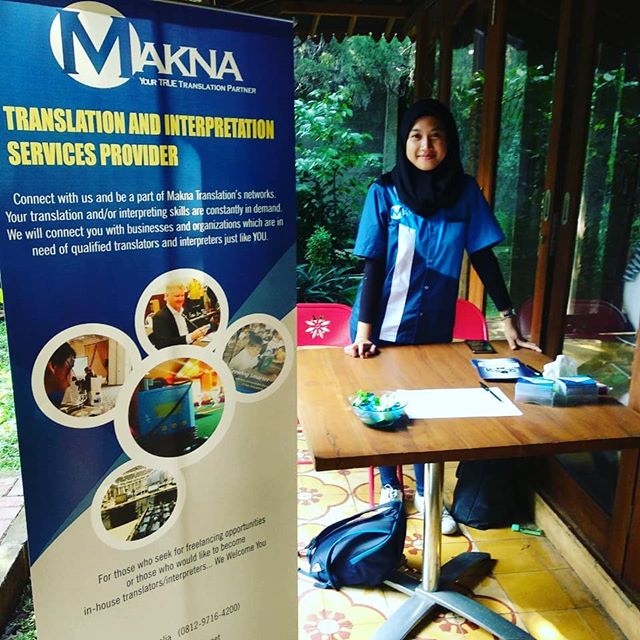 MAKNA
YOUR TRUE TRANSLATION PARTNER
TRANSLATION AND INTERPRETATION
SERVICES PROVIDER
Connect with us and be a part of Makna Translation's networks.
Your translation and/or interpreting skills are constantly in demand.
We will connect you with businesses and organizations which are in
need of qualified translators and interpreters just like YOU.
For those who seek for freelancing opportunities
or those who would like to become
in-house translators/interpreters... We Welcome You
(0812-9716-4200)